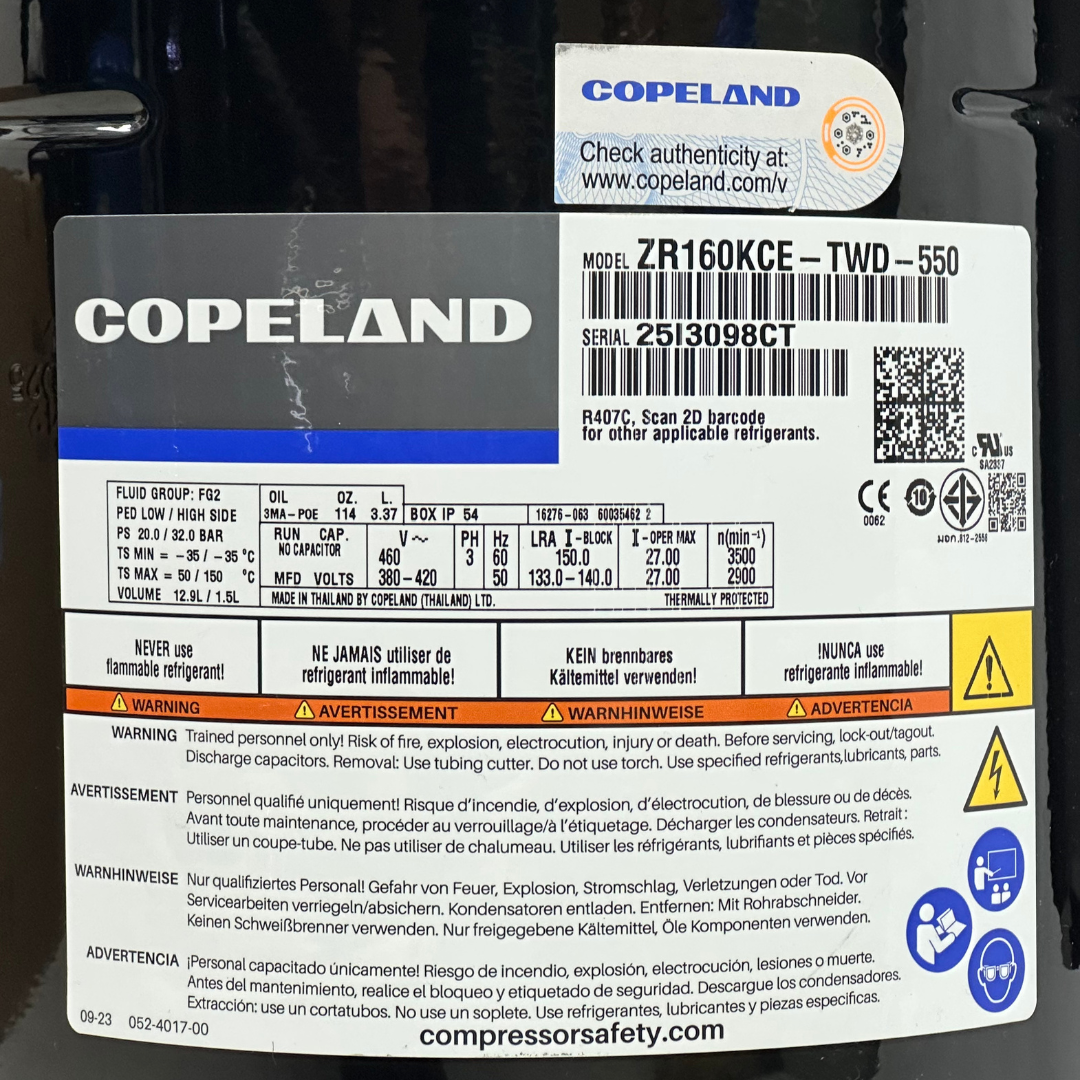 COPELAND
Check authenticity at:
www.copeland.com/v
COPELAND
MODEL ZR160KCE-TWD-550
SERIAL 25I3098CT
R407C, Scan 2D barcode
for other applicable refrigerants.
C RU US
SA2337
CE
0062
10
มอก.812-2558
FLUID GROUP: FG2
PED LOW / HIGH SIDE
PS 20.0 / 32.0 BAR
TS MIN = -35 / -35 °C
TS MAX = 50 / 150 °C
VOLUME 12.9L / 1.5L
OIL OZ. L.
3MA-POE 114 3.37 BOX IP 54 16276-063 60035462 2
RUN CAP. V~ PH Hz LRA I-BLOCK I-OPER MAX n(min⁻¹)
NO CAPACITOR 460 3 60 150.0 27.00 3500
MFD VOLTS 380-420 50 133.0-140.0 27.00 2900
MADE IN THAILAND BY COPELAND (THAILAND) LTD. THERMALLY PROTECTED
NEVER use
flammable refrigerant!
NE JAMAIS utiliser de
refrigerant inflammable!
KEIN brennbares
Kältemittel verwenden!
!NUNCA use
refrigerante inflammable!
WARNING AVERTISSEMENT WARNHINWEISE ADVERTENCIA
WARNING Trained personnel only! Risk of fire, explosion, electrocution, injury or death. Before servicing, lock-out/tagout.
Discharge capacitors. Removal: Use tubing cutter. Do not use torch. Use specified refrigerants,lubricants, parts.
AVERTISSEMENT Personnel qualifié uniquement! Risque d'incendie, d'explosion, d'électrocution, de blessure ou de décès.
Avant toute maintenance, procéder au verrouillage/à l'étiquetage. Décharger les condensateurs. Retrait :
Utiliser un coupe-tube. Ne pas utiliser de chalumeau. Utiliser les réfrigérants, lubrifiants et pièces spécifiés.
WARNHINWEISE Nur qualifiziertes Personal! Gefahr von Feuer, Explosion, Stromschlag, Verletzungen oder Tod. Vor
Servicearbeiten verriegeln/absichern. Kondensatoren entladen. Entfernen: Mit Rohrabschneider.
Keinen Schweißbrenner verwenden. Nur freigegebene Kältemittel, Öle Komponenten verwenden.
ADVERTENCIA ¡Personal capacitado únicamente! Riesgo de incendio, explosión, electrocución, lesiones o muerte.
Antes del mantenimiento, realice el bloqueo y etiquetado de seguridad. Descargue los condensadores.
Extracción: use un cortatubos. No use un soplete. Use refrigerantes, lubricantes y piezas especificas.
09-23 052-4017-00
compressorsafety.com